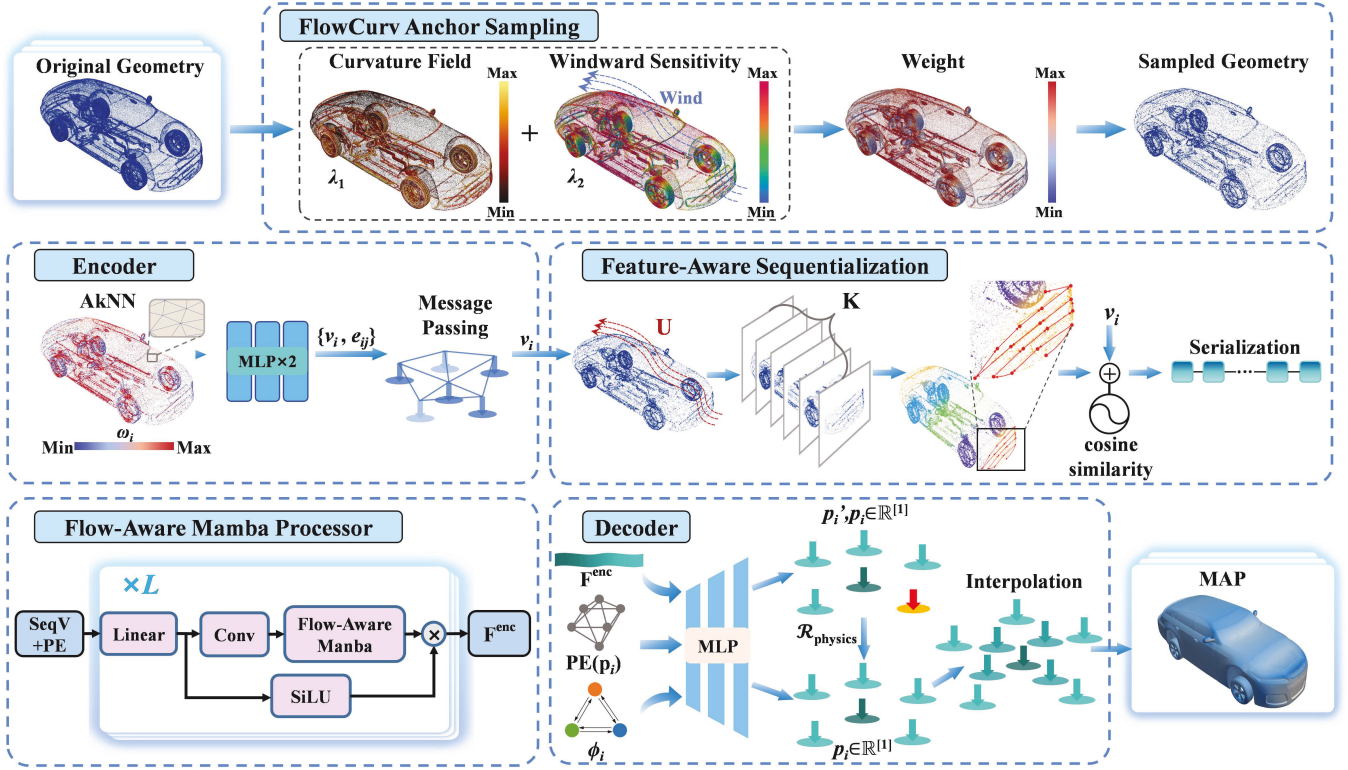 FlowCurv Anchor Sampling
Original Geometry
Curvature Field
Max
Min
λ1
+
Windward Sensitivity
Wind
Max
Min
λ2
Weight
Max
Min
Sampled Geometry
Encoder
AkNN
Min
ωi
Max
MLP×2
{vi , eij}
Message
Passing
vi
Feature-Aware Sequentialization
U
K
vi
+
cosine
similarity
Serialization
Flow-Aware Mamba Processor
×L
SeqV
+PE
Linear
Conv
Flow-Aware
Manba
SiLU
×
Fenc
Decoder
Fenc
PE(pi)
ϕi
MLP
pi’,pi∈ℝ[1]
ℛphysics
pi∈ℝ[1]
Interpolation
MAP